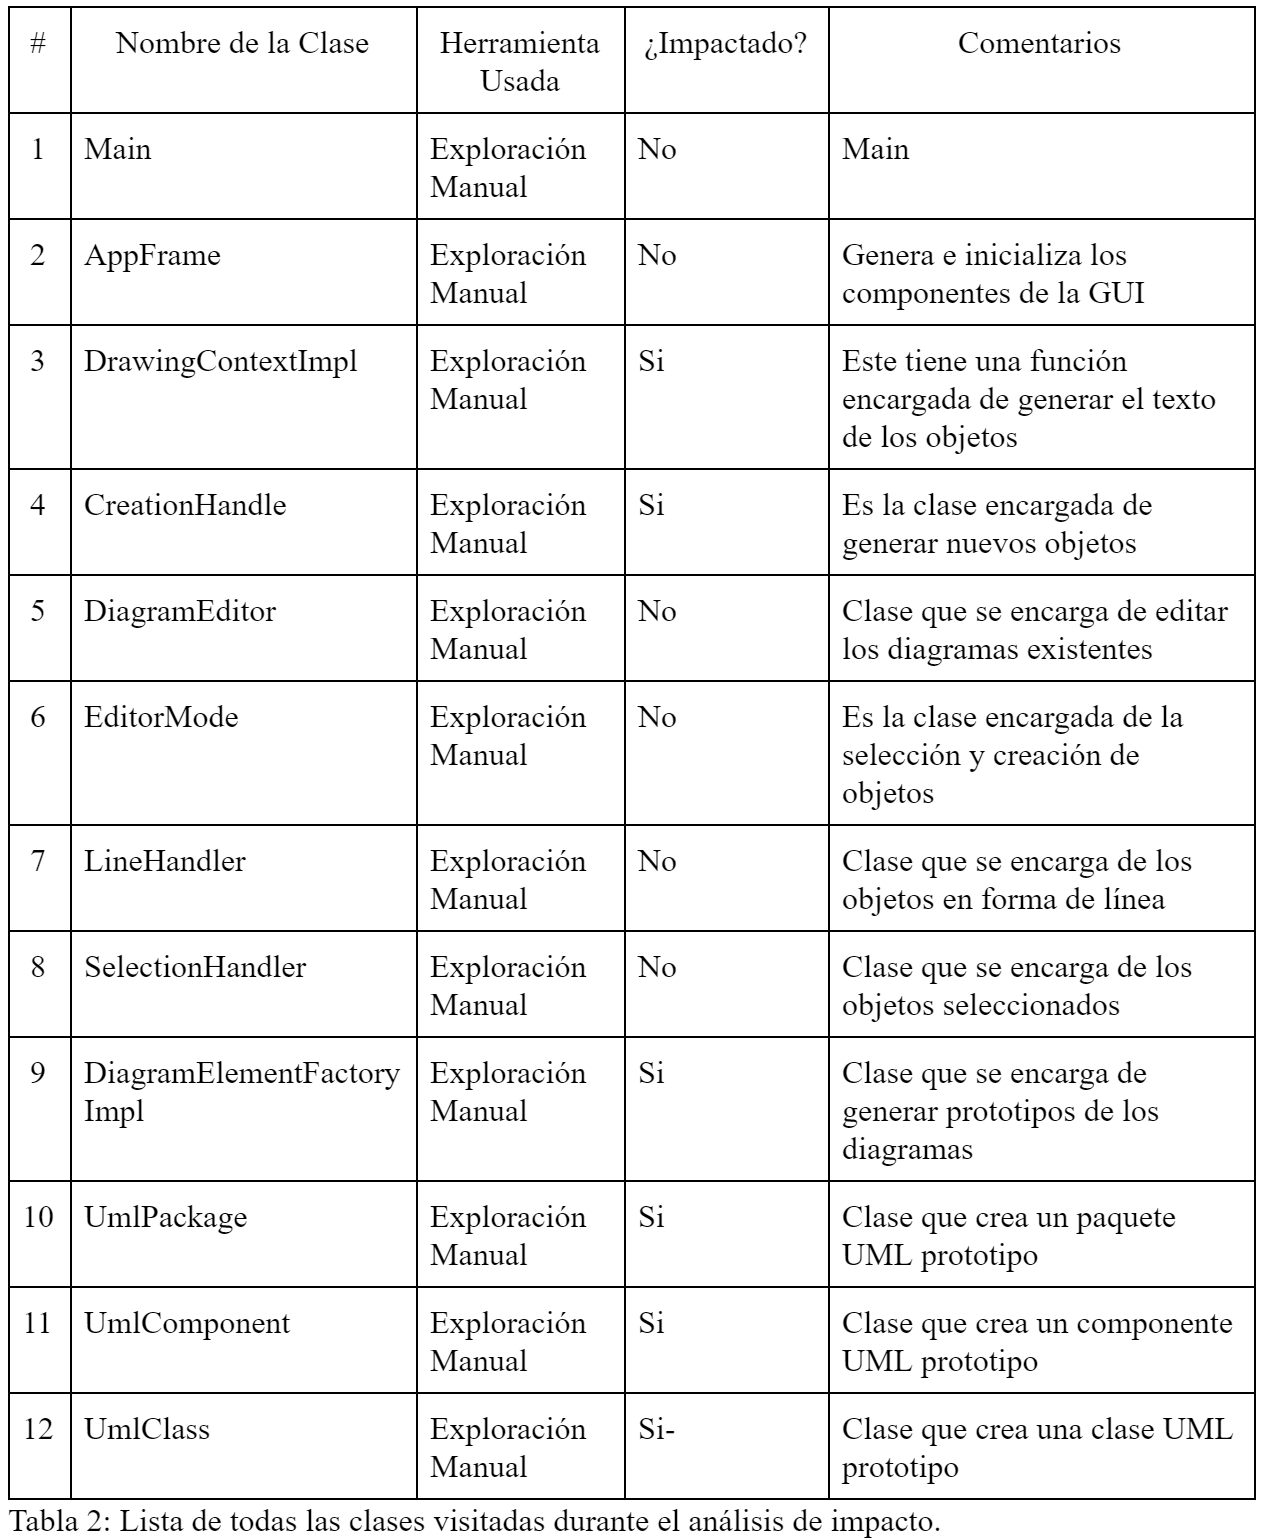 # Nombre de la Clase Herramienta ¿Impactado? Comentarios
Usada
1 Main Exploración No Main
Manual
2 AppFrame Exploración No Genera e inicializa los
Manual componentes de la GUI
3 DrawingContextImpl Exploración Si Este tiene una función
Manual encargada de generar el texto
de los objetos
4 CreationHandle Exploración Si Es la clase encargada de
Manual generar nuevos objetos
5 DiagramEditor Exploración No Clase que se encarga de editar
Manual los diagramas existentes
6 EditorMode Exploración No Es la clase encargada de la
Manual selección y creación de
objetos
7 LineHandler Exploración No Clase que se encarga de los
Manual objetos en forma de línea
8 SelectionHandler Exploración No Clase que se encarga de los
Manual objetos seleccionados
9 DiagramElementFactory Exploración Si Clase que se encarga de
Impl Manual generar prototipos de los
diagramas
10 UmlPackage Exploración Si Clase que crea un paquete
Manual UML prototipo
11 UmlComponent Exploración Si Clase que crea un componente
Manual UML prototipo
12 UmlClass Exploración Si- Clase que crea una clase UML
Manual prototipo
Tabla 2: Lista de todas las clases visitadas durante el análisis de impacto.